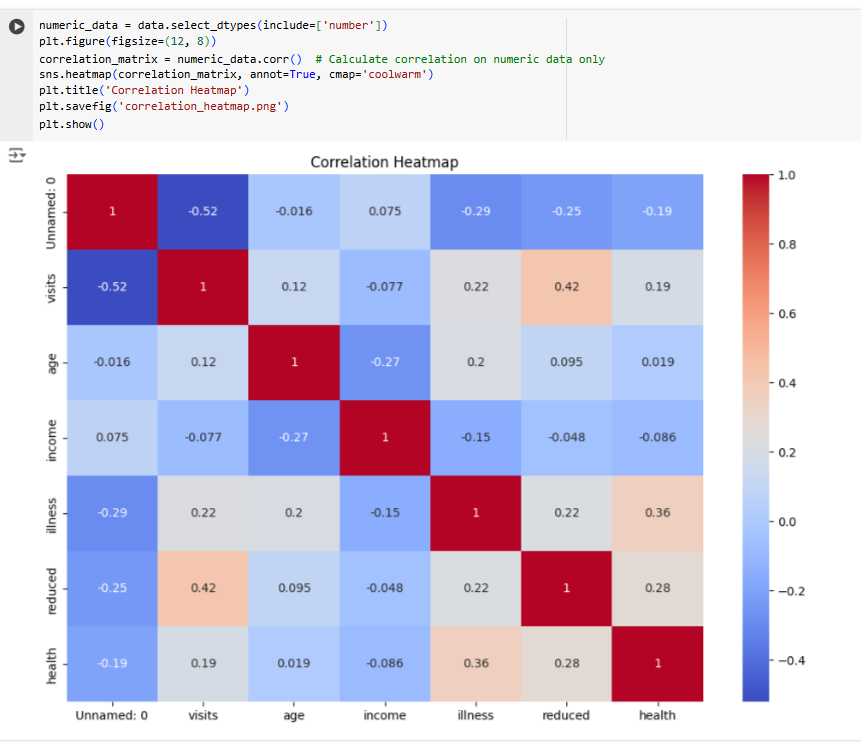 numeric_data = data.select_dtypes(include=['number'])
plt.figure(figsize=(12, 8))
correlation_matrix = numeric_data.corr()  # Calculate correlation on numeric data only
sns.heatmap(correlation_matrix, annot=True, cmap='coolwarm')
plt.title('Correlation Heatmap')
plt.savefig('correlation_heatmap.png')
plt.show()
Correlation Heatmap
Unnamed: 0 1 -0.52 -0.016 0.075 -0.29 -0.25 -0.19
visits -0.52 1 0.12 -0.077 0.22 0.42 0.19
age -0.016 0.12 1 -0.27 0.2 0.095 0.019
income 0.075 -0.077 -0.27 1 -0.15 -0.048 -0.086
illness -0.29 0.22 0.2 -0.15 1 0.22 0.36
reduced -0.25 0.42 0.095 -0.048 0.22 1 0.28
health -0.19 0.19 0.019 -0.086 0.36 0.28 1
Unnamed: 0 visits age income illness reduced health
1.0
0.8
0.6
0.4
0.2
0.0
−0.2
−0.4